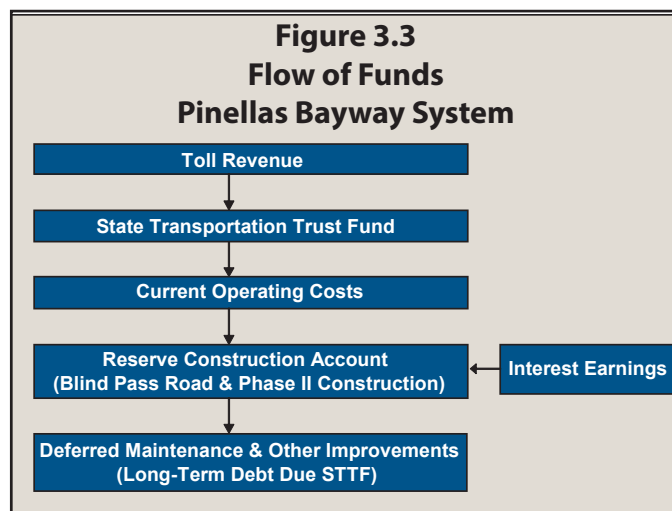 Figure 3.3
Flow of Funds
Pinellas Bayway System
Toll Revenue
State Transportation Trust Fund
Current Operating Costs
Reserve Construction Account
(Blind Pass Road & Phase II Construction)
Interest Earnings
Deferred Maintenance & Other Improvements
(Long-Term Debt Due STTF)